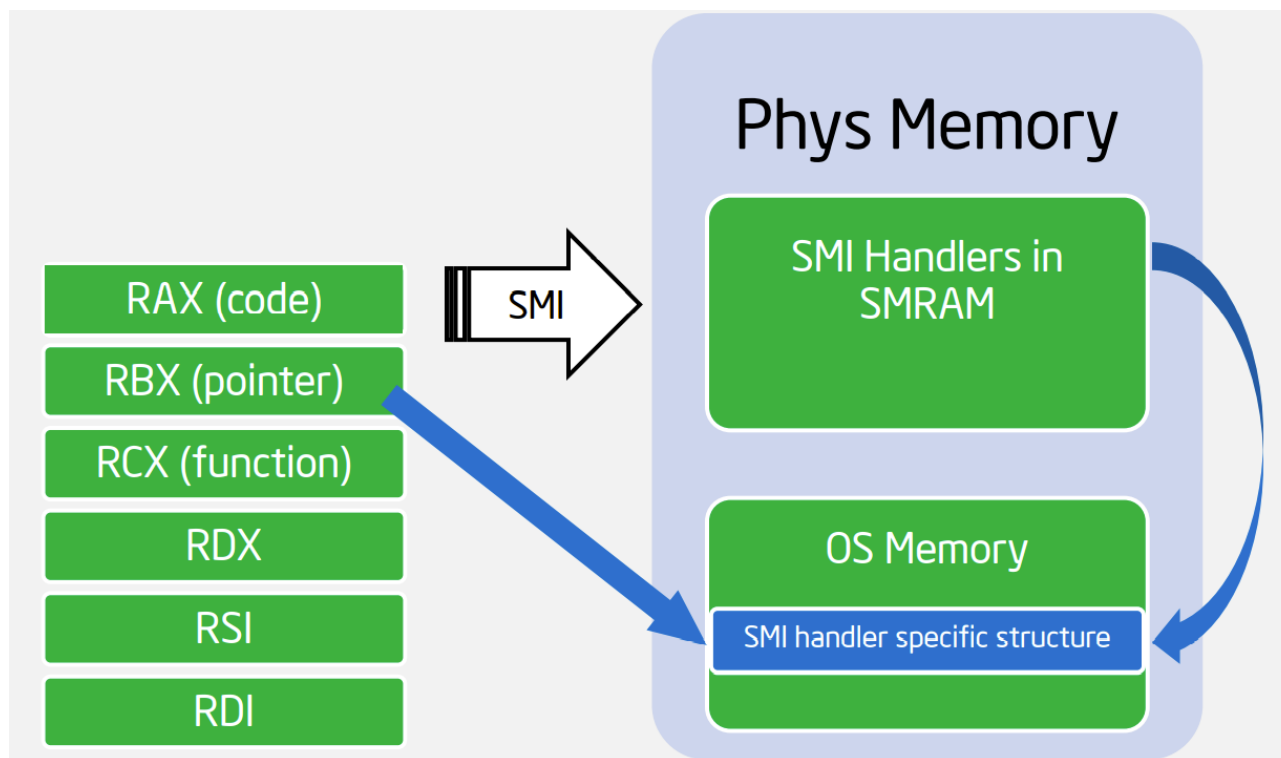 Phys Memory
SMI Handlers in
SMRAM
RAX (code)
SMI
RBX (pointer)
RCX (function)
RDX
OS Memory
RSI
SMI handler specific structure
RDI